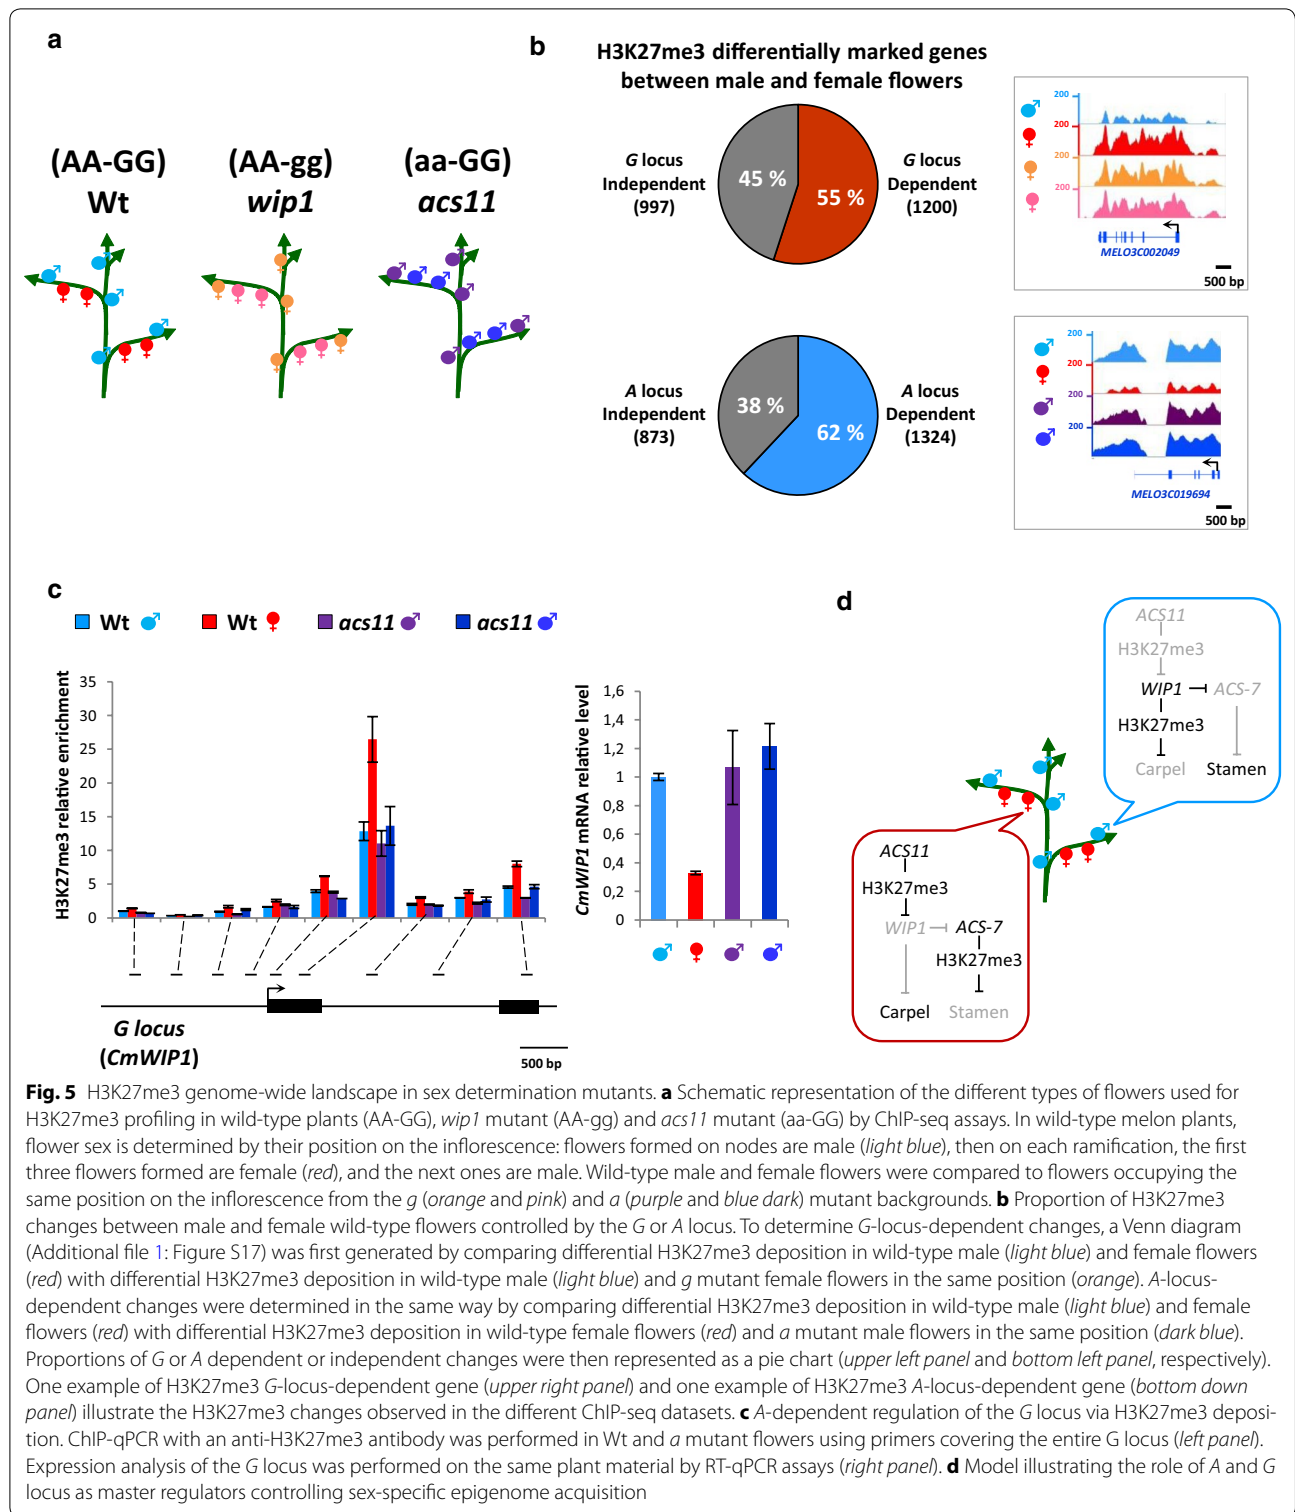 a
(AA-GG)
Wt
(AA-gg)
wip1
(aa-GG)
acs11
b
H3K27me3 differentially marked genes
between male and female flowers
G locus
Independent
(997)
45 %
55 %
G locus
Dependent
(1200)
A locus
Independent
(873)
38 %
62 %
A locus
Dependent
(1324)
200
200
200
200
MELO3C002049
500 bp
200
200
200
200
MELO3C019694
500 bp
c
Wt ♂ Wt ♀ acs11 ♂ acs11 ♂
H3K27me3 relative enrichment
35
30
25
20
15
10
5
0
G locus
(CmWIP1)
500 bp
CmWIP1 mRNA relative level
1,6
1,4
1,2
1
0,8
0,6
0,4
0,2
0
d
ACS11
H3K27me3
WIP1 ACS-7
H3K27me3
Carpel Stamen
ACS11
H3K27me3
WIP1 ACS-7
H3K27me3
Carpel Stamen
Fig. 5 H3K27me3 genome-wide landscape in sex determination mutants. a Schematic representation of the different types of flowers used for
H3K27me3 profiling in wild-type plants (AA-GG), wip1 mutant (AA-gg) and acs11 mutant (aa-GG) by ChIP-seq assays. In wild-type melon plants,
flower sex is determined by their position on the inflorescence: flowers formed on nodes are male (light blue), then on each ramification, the first
three flowers formed are female (red), and the next ones are male. Wild-type male and female flowers were compared to flowers occupying the
same position on the inflorescence from the g (orange and pink) and a (purple and blue dark) mutant backgrounds. b Proportion of H3K27me3
changes between male and female wild-type flowers controlled by the G or A locus. To determine G-locus-dependent changes, a Venn diagram
(Additional file 1: Figure S17) was first generated by comparing differential H3K27me3 deposition in wild-type male (light blue) and female flowers
(red) with differential H3K27me3 deposition in wild-type male (light blue) and g mutant female flowers in the same position (orange). A-locus-
dependent changes were determined in the same way by comparing differential H3K27me3 deposition in wild-type male (light blue) and female
flowers (red) with differential H3K27me3 deposition in wild-type female flowers (red) and a mutant male flowers in the same position (dark blue).
Proportions of G or A dependent or independent changes were then represented as a pie chart (upper left panel and bottom left panel, respectively).
One example of H3K27me3 G-locus-dependent gene (upper right panel) and one example of H3K27me3 A-locus-dependent gene (bottom down
panel) illustrate the H3K27me3 changes observed in the different ChIP-seq datasets. c A-dependent regulation of the G locus via H3K27me3 deposi-
tion. ChIP-qPCR with an anti-H3K27me3 antibody was performed in Wt and a mutant flowers using primers covering the entire G locus (left panel).
Expression analysis of the G locus was performed on the same plant material by RT-qPCR assays (right panel). d Model illustrating the role of A and G
locus as master regulators controlling sex-specific epigenome acquisition